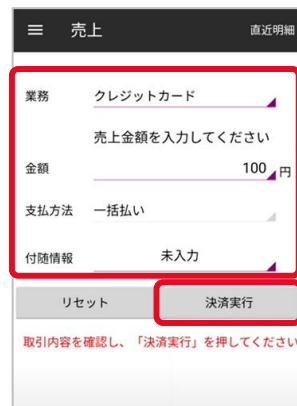 売上 直近明細
業務 クレジットカード
売上金額を入力してください
金額 100 円
支払方法 一括払い
付随情報 未入力
リセット 決済実行
取引内容を確認し、「決済実行」を押してください